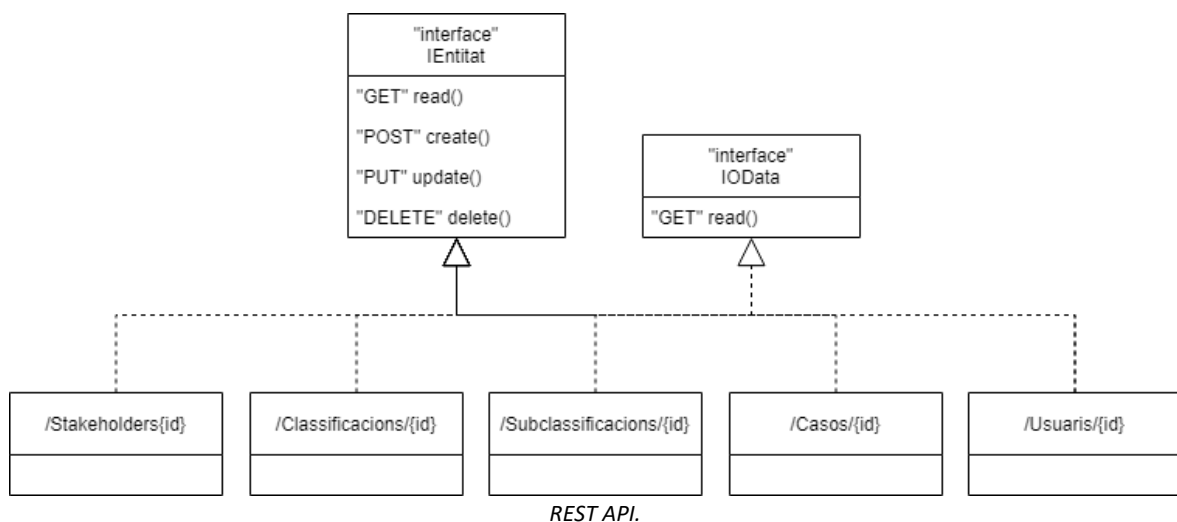 "interface"
IEntitat
"GET" read()
"POST" create()
"PUT" update()
"DELETE" delete()
"interface"
IOData
"GET" read()
/Stakeholders{id}
/Classificacions/{id}
/Subclassificacions/{id}
/Casos/{id}
/Usuaris/{id}
REST API.